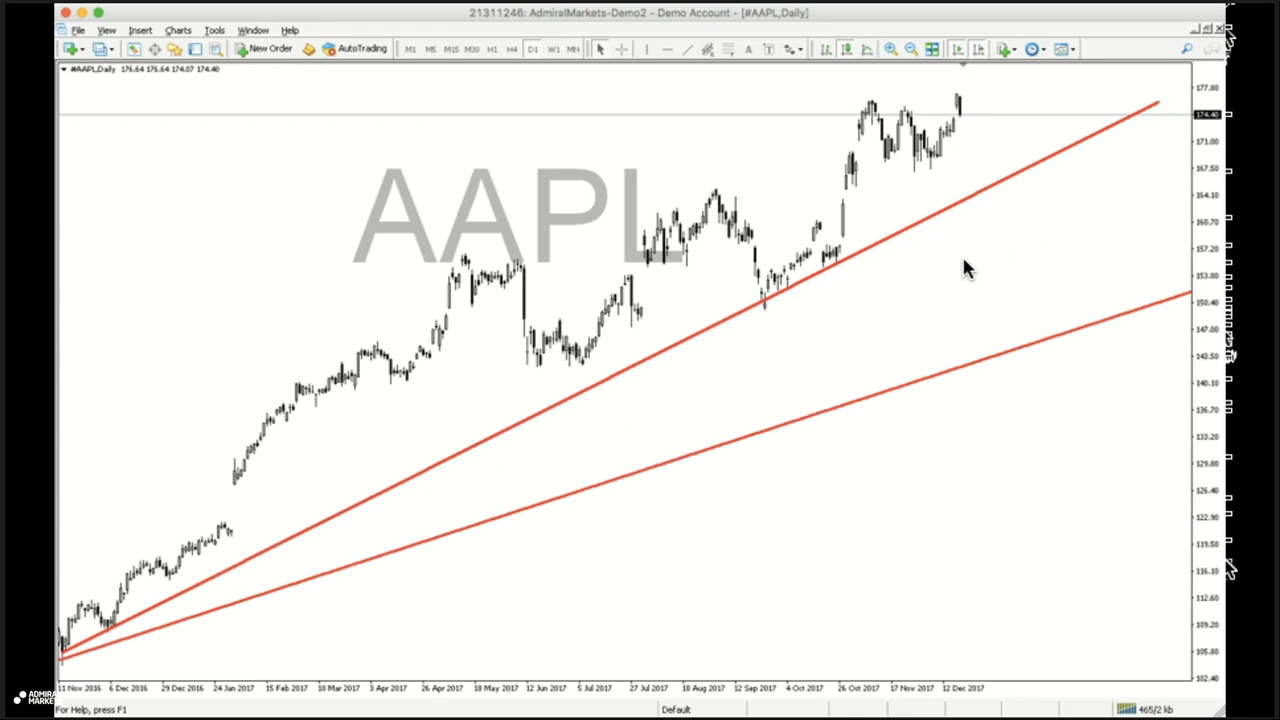 21311246: AdmiralMarkets-Demo2 - Demo Account - [#AAPL,Daily]
File View Insert Charts Tools Window Help
New Order AutoTrading M1 M5 M15 M30 H1 H4 D1 W1 MN
#AAPL,Daily 176.64 176.64 174.07 174.40
177.80
174.40
171.00
167.50
164.10
160.70
157.20
153.80
150.40
147.00
143.50
140.10
136.70
133.20
129.80
126.40
122.90
119.50
116.10
112.60
109.20
105.80
102.40
AAPL
11 Nov 2016 6 Dec 2016 29 Dec 2016 24 Jan 2017 15 Feb 2017 10 Mar 2017 3 Apr 2017 26 Apr 2017 18 May 2017 12 Jun 2017 5 Jul 2017 27 Jul 2017 18 Aug 2017 12 Sep 2017 4 Oct 2017 26 Oct 2017 17 Nov 2017 12 Dec 2017
ADMIRA
MARKE
For Help, press F1 Default 465/2 kb